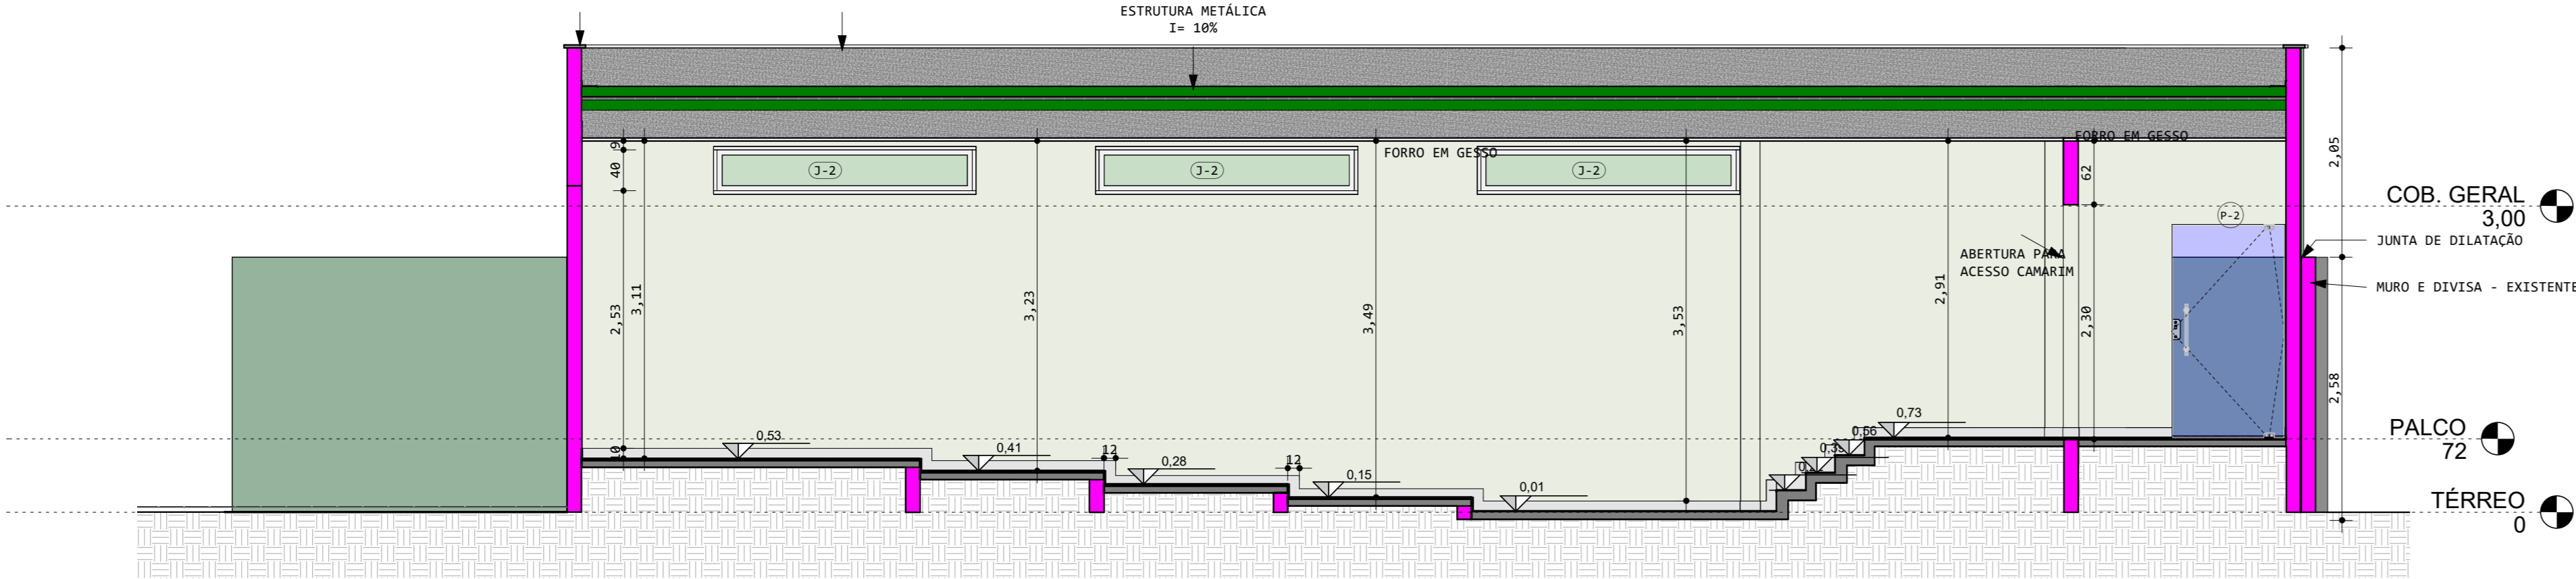 ESTRUTURA METÁLICA
I= 10%
FORRO EM GESSO
FORRO EM GESSO
J-2
J-2
J-2
9
40
2,53
10
3,11
3,23
3,49
3,53
2,91
62
2,30
2,05
2,58
P-2
ABERTURA PARA
ACESSO CAMARIM
COB. GERAL
3,00
JUNTA DE DILATAÇÃO
MURO E DIVISA - EXISTENTE
0,53
0,41
12
0,28
12
0,15
0,01
0,56
0,73
PALCO
72
TÉRREO
0